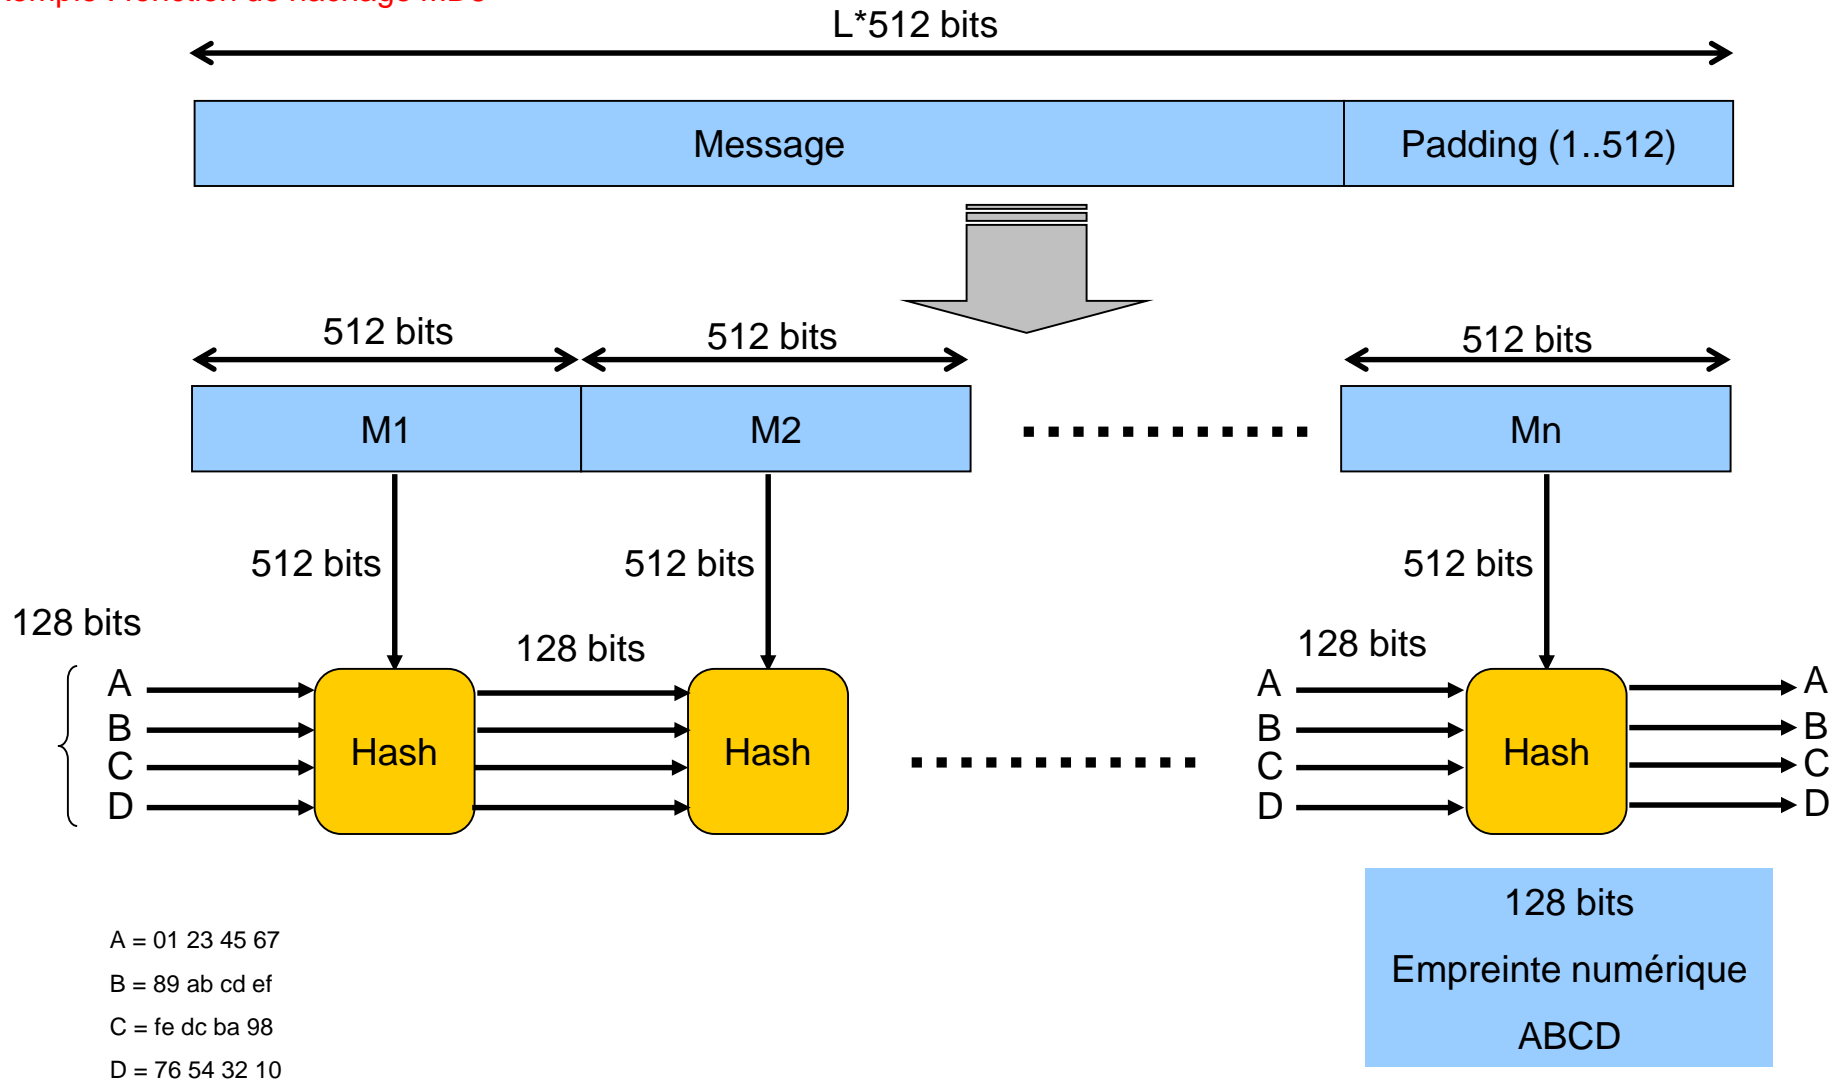 L*512 bits
Message
Padding (1..512)
512 bits
512 bits
512 bits
M1
M2
Mn
512 bits
512 bits
512 bits
128 bits
128 bits
128 bits
A
B
C
D
Hash
Hash
A
B
C
D
Hash
A
B
C
D
A = 01 23 45 67
B = 89 ab cd ef
C = fe dc ba 98
D = 76 54 32 10
128 bits
Empreinte numérique
ABCD